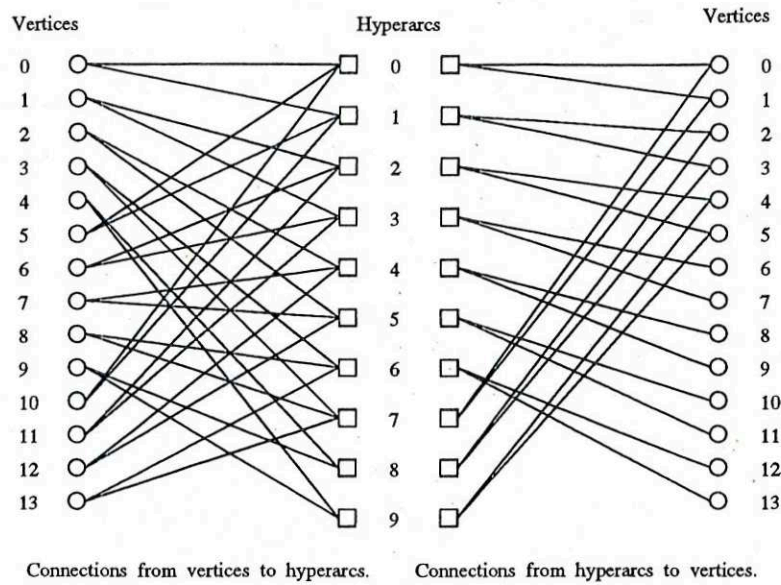 Vertices Hyperarcs Vertices
0 0 0
1 1 1
2 2 2
3 3 3
4 4 4
5 5 5
6 6 6
7 7 7
8 8 8
9 9 9
10 10
11 11
12 12
13 13
Connections from vertices to hyperarcs. Connections from hyperarcs to vertices.